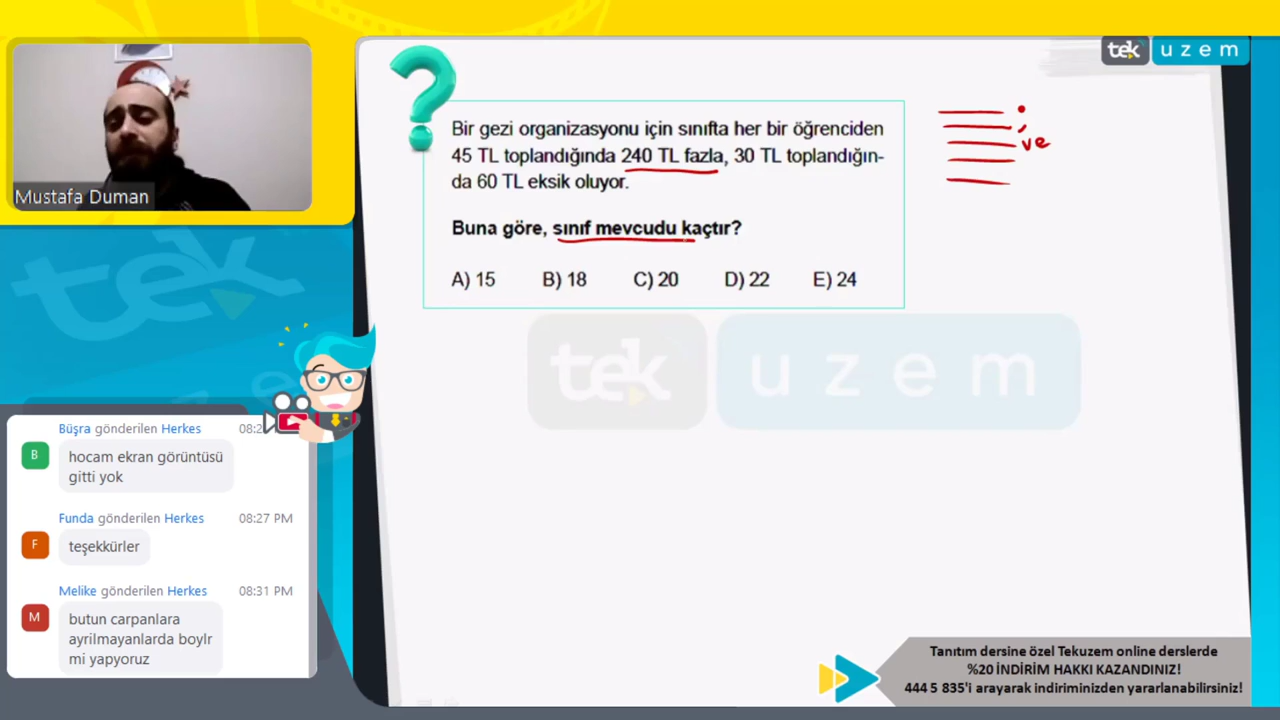 tek uzem
Bir gezi organizasyonu için sınıfta her bir öğrenciden
45 TL toplandığında 240 TL fazla, 30 TL toplandığın-
da 60 TL eksik oluyor.
Buna göre, sınıf mevcudu kaçtır?
A) 15 B) 18 C) 20 D) 22 E) 24
;
ve
Mustafa Duman
tek uzem
tek
Büşra gönderilen Herkes
B
hocam ekran görüntüsü
gitti yok
Funda gönderilen Herkes 08:27 PM
F
teşekkürler
Melike gönderilen Herkes 08:31 PM
M
butun carpanlara
ayrilmayanlarda boylr
mi yapyoruz
Tanıtım dersine özel Tekuzem online derslerde
%20 İNDİRİM HAKKI KAZANDINIZ!
444 5 835'i arayarak indiriminizden yararlanabilirsiniz!